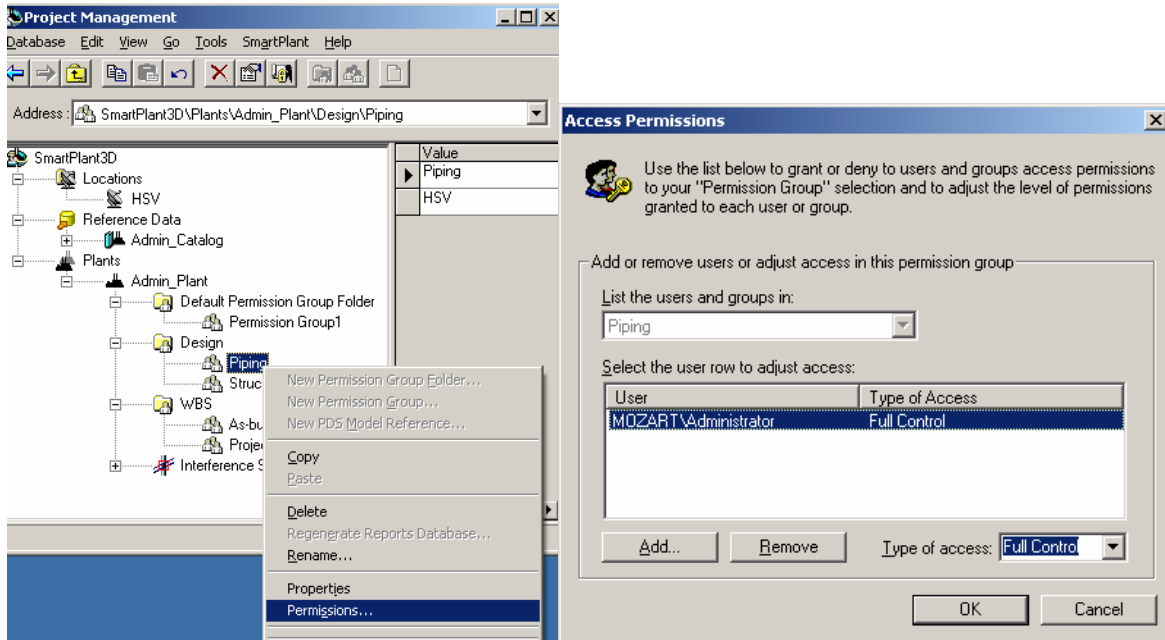 Project Management
Database Edit View Go Tools SmartPlant Help
Address : SmartPlant3D\Plants\Admin_Plant\Design\Piping
SmartPlant3D
Locations
HSV
Reference Data
Admin_Catalog
Plants
Admin_Plant
Default Permission Group Folder
Permission Group1
Design
Piping
Struc
WBS
As-bu
Projec
Interference S
Value
Piping
HSV
New Permission Group Folder...
New Permission Group...
New PDS Model Reference...
Copy
Paste
Delete
Regenerate Reports Database...
Rename...
Properties
Permissions...
Access Permissions
Use the list below to grant or deny to users and groups access permissions
to your "Permission Group" selection and to adjust the level of permissions
granted to each user or group.
Add or remove users or adjust access in this permission group
List the users and groups in:
Piping
Select the user row to adjust access:
User Type of Access
MOZART\Administrator Full Control
Add... Remove Type of access: Full Control
OK Cancel